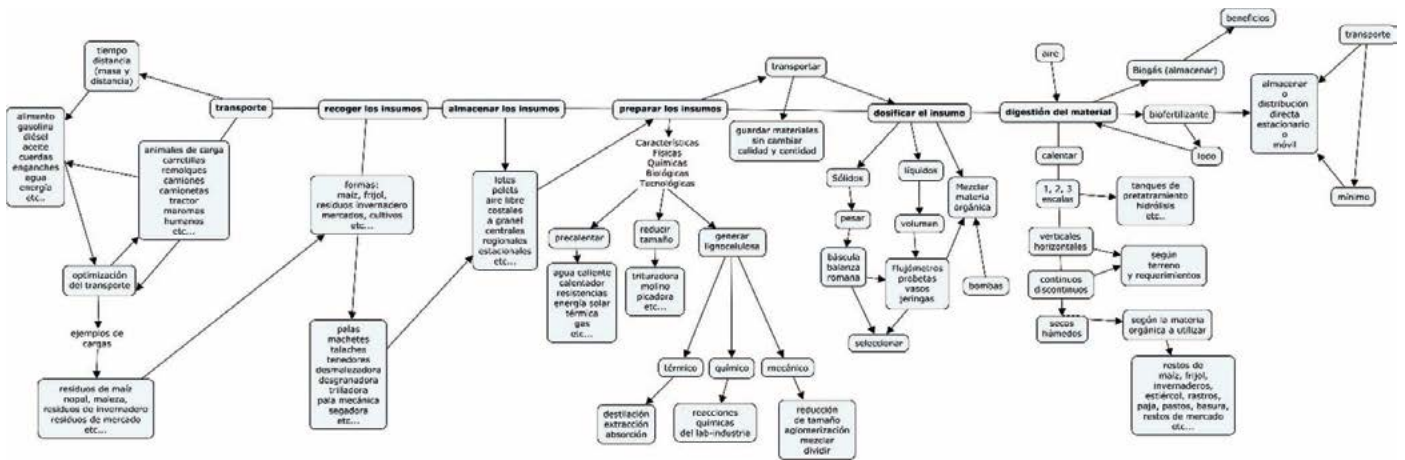 tiempo
distancia
(masa y
distancia)
alimento
gasolina
diésel
aceite
cuerdas
enganches
agua
energía
etc..
transporte
animales de carga
carretillas
remolques
camiones
camionetas
tractor
maromas
humanos
etc...
optimización
del transporte
ejemplos de
cargas
residuos de maíz
nopal, maleza,
residuos de invernadero
residuos de mercado
etc...
recoger los insumos
formas:
maíz, frijol,
residuos invernadero
mercados, cultivos
etc...
palas
machetes
talaches
tenedores
desmalezadora
desgranadora
trilladora
pala mecánica
segadora
etc...
almacenar los insumos
lotes
pelets
aire libre
costales
a granel
centrales
regionales
estacionales
etc...
preparar los insumos
Características
Físicas
Químicas
Biológicas
Tecnológicas
precalentar
agua caliente
calentador
resistencias
energía solar
térmica
gas
etc...
reducir
tamaño
trituradora
molino
picadora
etc...
generar
lignocelulosa
térmico
químico
mecánico
destilación
extracción
absorción
reacciones
químicas
del lab-industria
reducción
de tamaño
aglomerización
mezclar
dividir
transportar
guardar materiales
sin cambiar
calidad y cantidad
dosificar el insumo
Sólidos
pesar
báscula
balanza
romana
líquidos
volumen
Flujómetros
probetas
vasos
jeringas
seleccionar
Mezclar
materia
orgánica
bombas
aire
digestión del material
calentar
1, 2, 3
escalas
tanques de
pretatramiento
hidrólisis
etc..
verticales
horizontales
según
terreno
y requerimientos
continuos
discontinuos
secos
húmedos
según la materia
orgánica a utilizar
restos de
maíz, frijol,
invernaderos,
estiércol, rastros,
paja, pastos, basura,
restos de mercado
etc...
Biogás (almacenar)
beneficios
biofertilizante
lodo
almacenar
o
distribución
directa
estacionario
o
móvil
transporte
mínimo